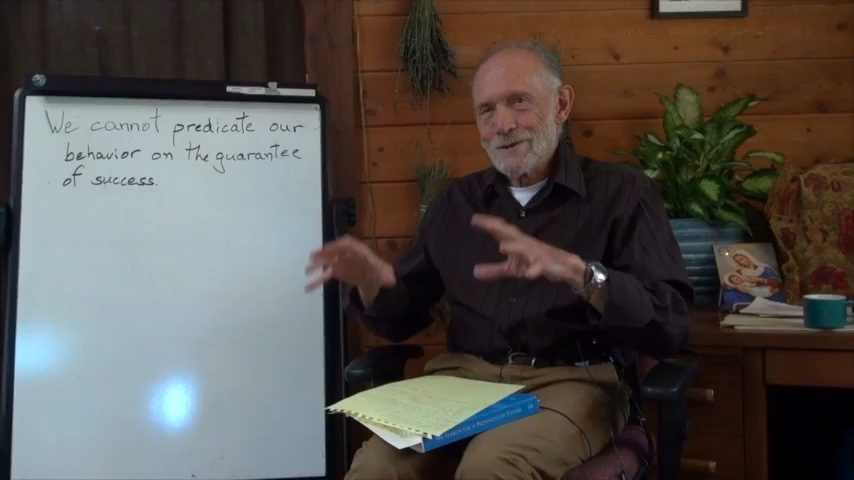 We cannot predicate our
behavior on the guarantee
of success.